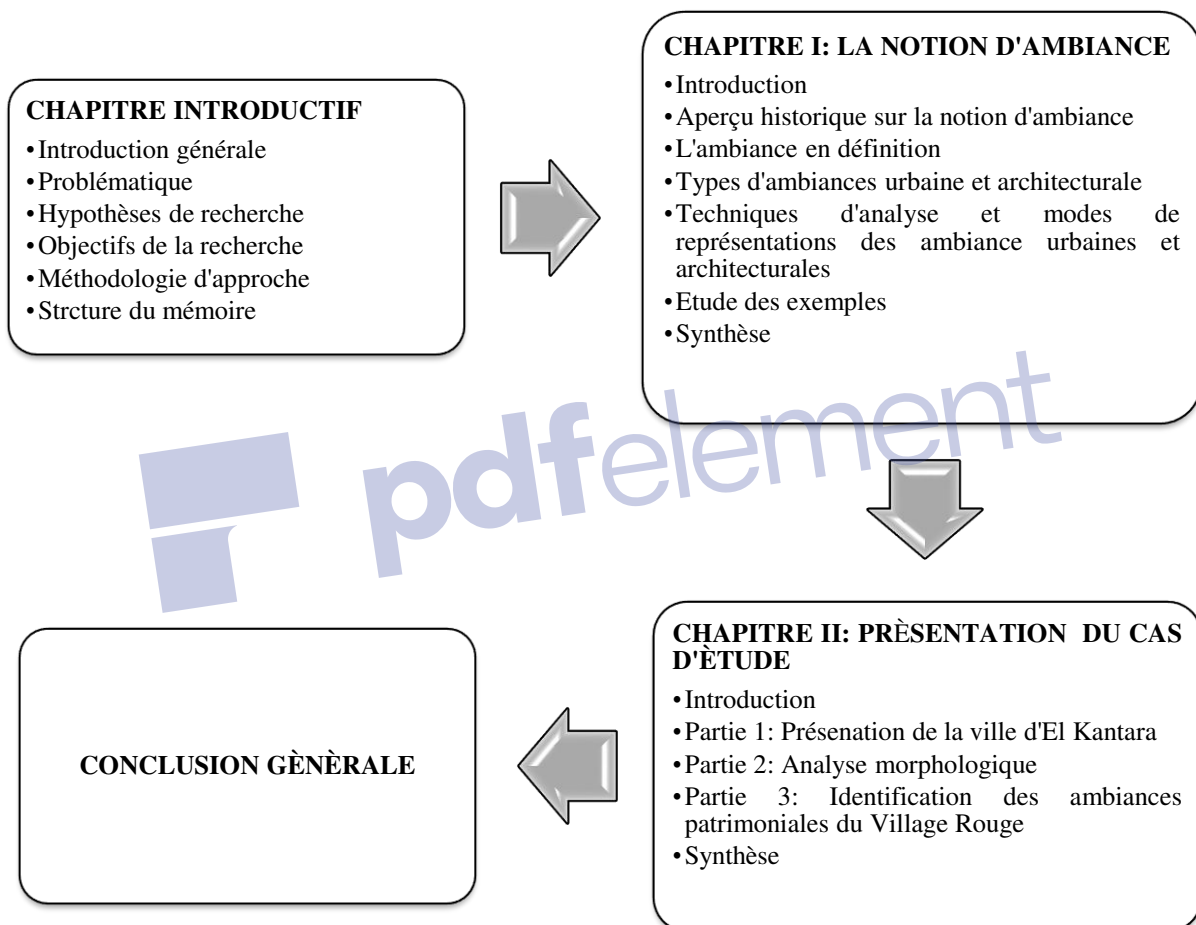 CHAPITRE INTRODUCTIF
•Introduction générale
•Problématique
•Hypothèses de recherche
•Objectifs de la recherche
•Méthodologie d'approche
•Strcture du mémoire
CHAPITRE I: LA NOTION D'AMBIANCE
•Introduction
•Aperçu historique sur la notion d'ambiance
•L'ambiance en définition
•Types d'ambiances urbaine et architecturale
•Techniques d'analyse et modes de
représentations des ambiance urbaines et
architecturales
•Etude des exemples
•Synthèse
CHAPITRE II: PRÈSENTATION DU CAS
D'ÈTUDE
•Introduction
•Partie 1: Présenation de la ville d'El Kantara
•Partie 2: Analyse morphologique
•Partie 3: Identification des ambiances
patrimoniales du Village Rouge
•Synthèse
CONCLUSION GÈNÈRALE
pdfelement